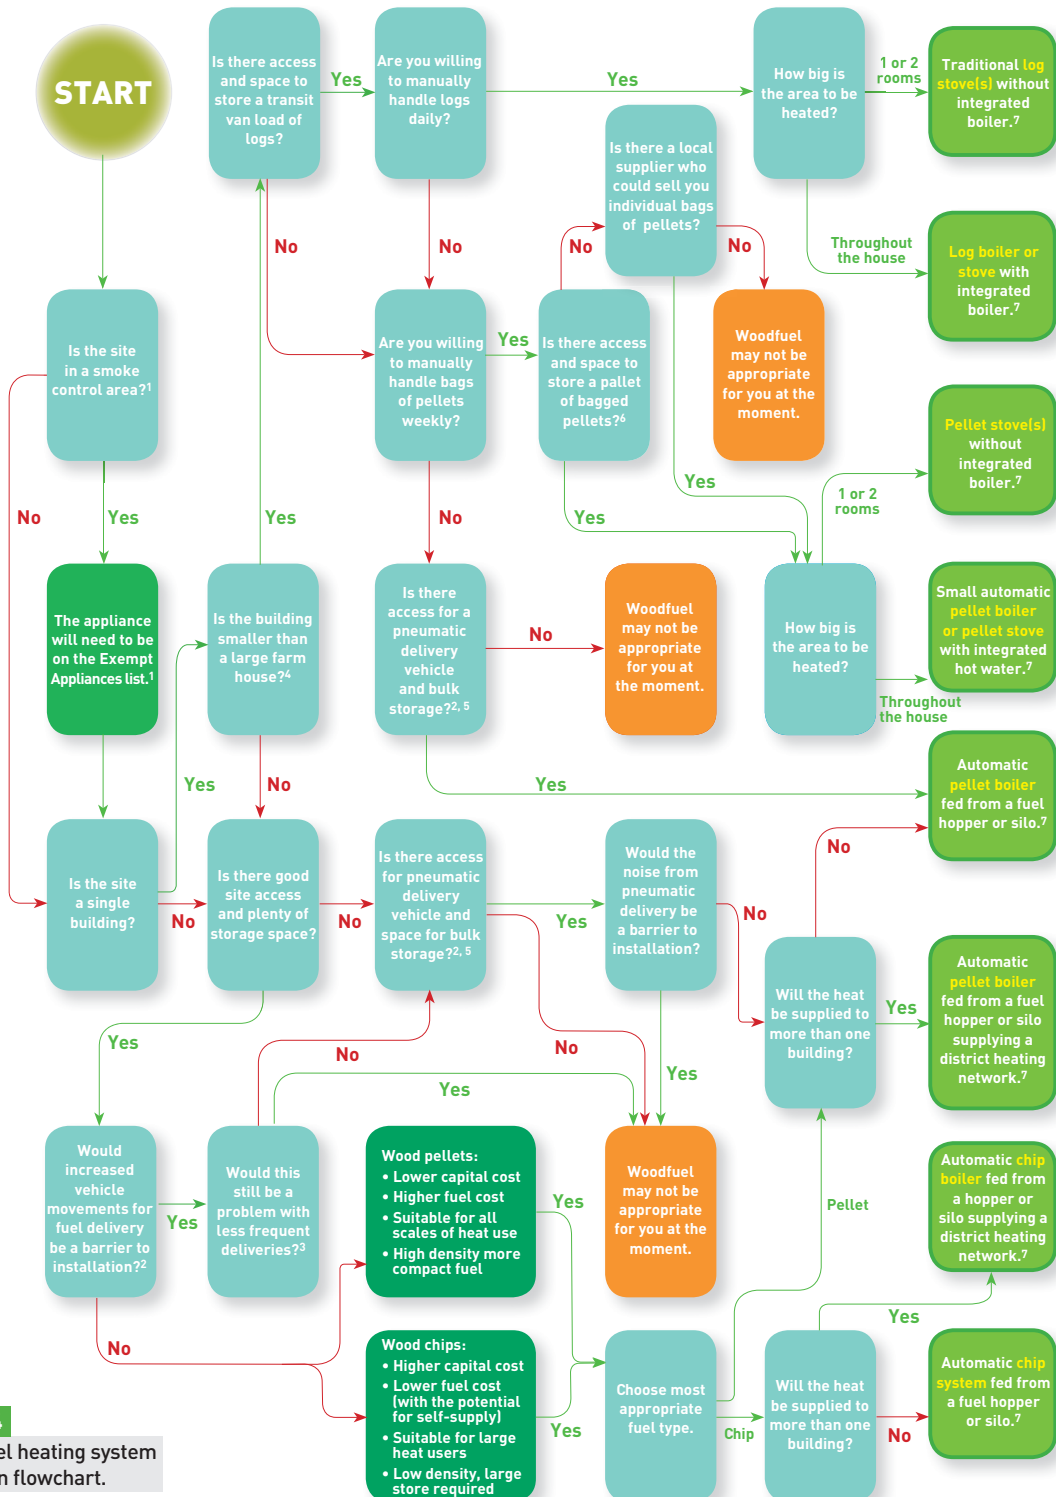 START
Is there access
and space to
store a transit
van load of
logs?
Yes
Are you willing
to manually
handle logs
daily?
Yes
How big is
the area to be
heated?
1 or 2
rooms
Traditional log
stove(s) without
integrated
boiler.7
No
No
Is there a local
supplier who
could sell you
individual bags
of pellets?
No
No
Throughout
the house
Log boiler or
stove with
integrated
boiler.7
Is the site
in a smoke
control area?1
Are you willing
to manually
handle bags
of pellets
weekly?
Yes
Is there access
and space to
store a pallet
of bagged
pellets?6
Woodfuel
may not be
appropriate
for you at the
moment.
Pellet stove(s)
without
integrated
boiler.7
No
Yes
Yes
No
Yes
Yes
1 or 2
rooms
The appliance
will need to be
on the Exempt
Appliances list.1
Is the building
smaller than
a large farm
house?4
Is there
access for a
pneumatic
delivery
vehicle
and bulk
storage?2, 5
No
Woodfuel
may not be
appropriate
for you at
the moment.
How big is
the area to be
heated?
Small automatic
pellet boiler
or pellet stove
with integrated
hot water.7
Throughout
the house
Yes
No
Yes
Automatic
pellet boiler
fed from a fuel
hopper or silo.7
Is the site
a single
building?
No
Is there good
site access
and plenty of
storage space?
No
Is there access
for pneumatic
delivery
vehicle and
space for bulk
storage?2, 5
Yes
Would the
noise from
pneumatic
delivery be
a barrier to
installation?
No
No
Will the heat
be supplied to
more than one
building?
Yes
Automatic
pellet boiler
fed from a fuel
hopper or silo
supplying a
district heating
network.7
Yes
No
No
Yes
Yes
Would
increased
vehicle
movements for
fuel delivery
be a barrier to
installation?2
Yes
Would this
still be a
problem with
less frequent
deliveries?3
Wood pellets:
• Lower capital cost
• Higher fuel cost
• Suitable for all
scales of heat use
• High density more
compact fuel
Yes
Woodfuel
may not be
appropriate
for you at the
moment.
Pellet
Automatic chip
boiler fed from
a hopper or
silo supplying a
district heating
network.7
No
Wood chips:
• Higher capital cost
• Lower fuel cost
(with the potential
for self-supply)
• Suitable for large
heat users
• Low density, large
store required
Yes
Choose most
appropriate
fuel type.
Chip
Will the heat
be supplied to
more than one
building?
Yes
No
Automatic chip
system fed from
a fuel hopper
or silo.7
el heating system
n flowchart.